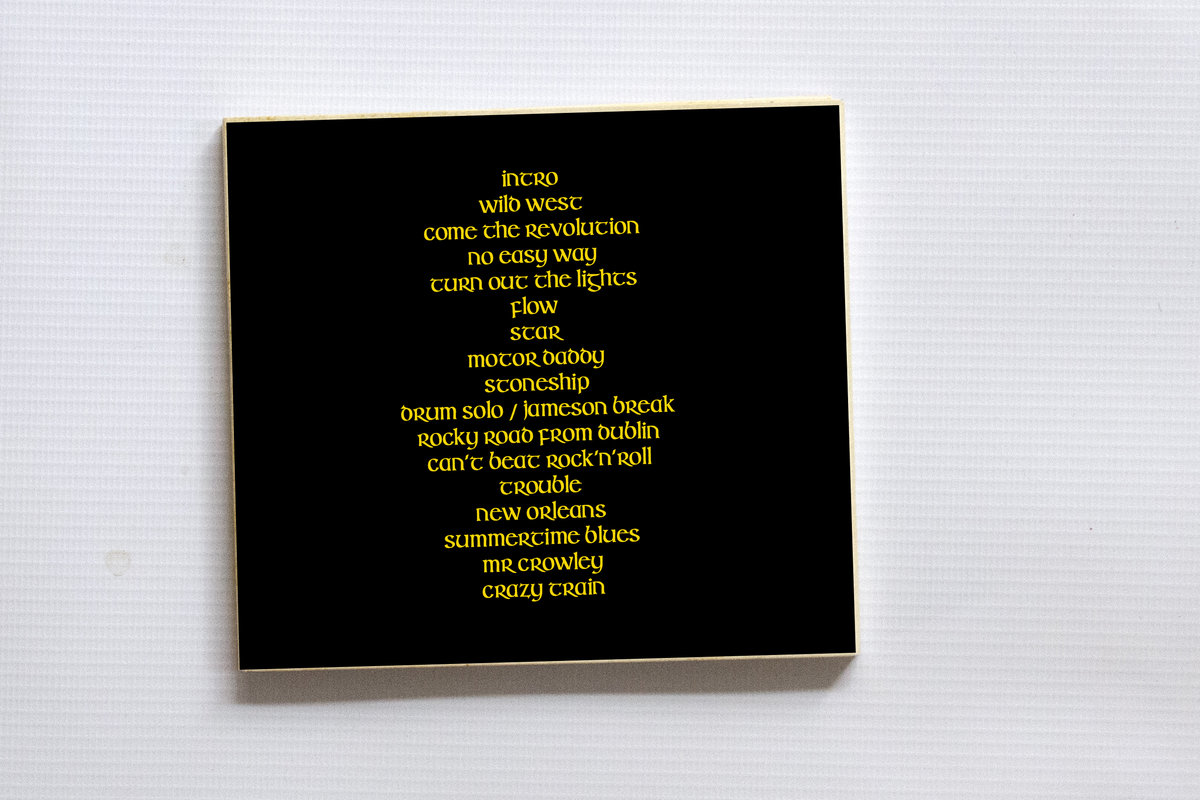 intro
wild west
come the revolution
no easy way
turn out the lights
flow
star
motor daddy
stoneship
drum solo / jameson break
rocky road from dublin
can't beat rock'n'roll
trouble
new orleans
summertime blues
mr crowley
crazy train